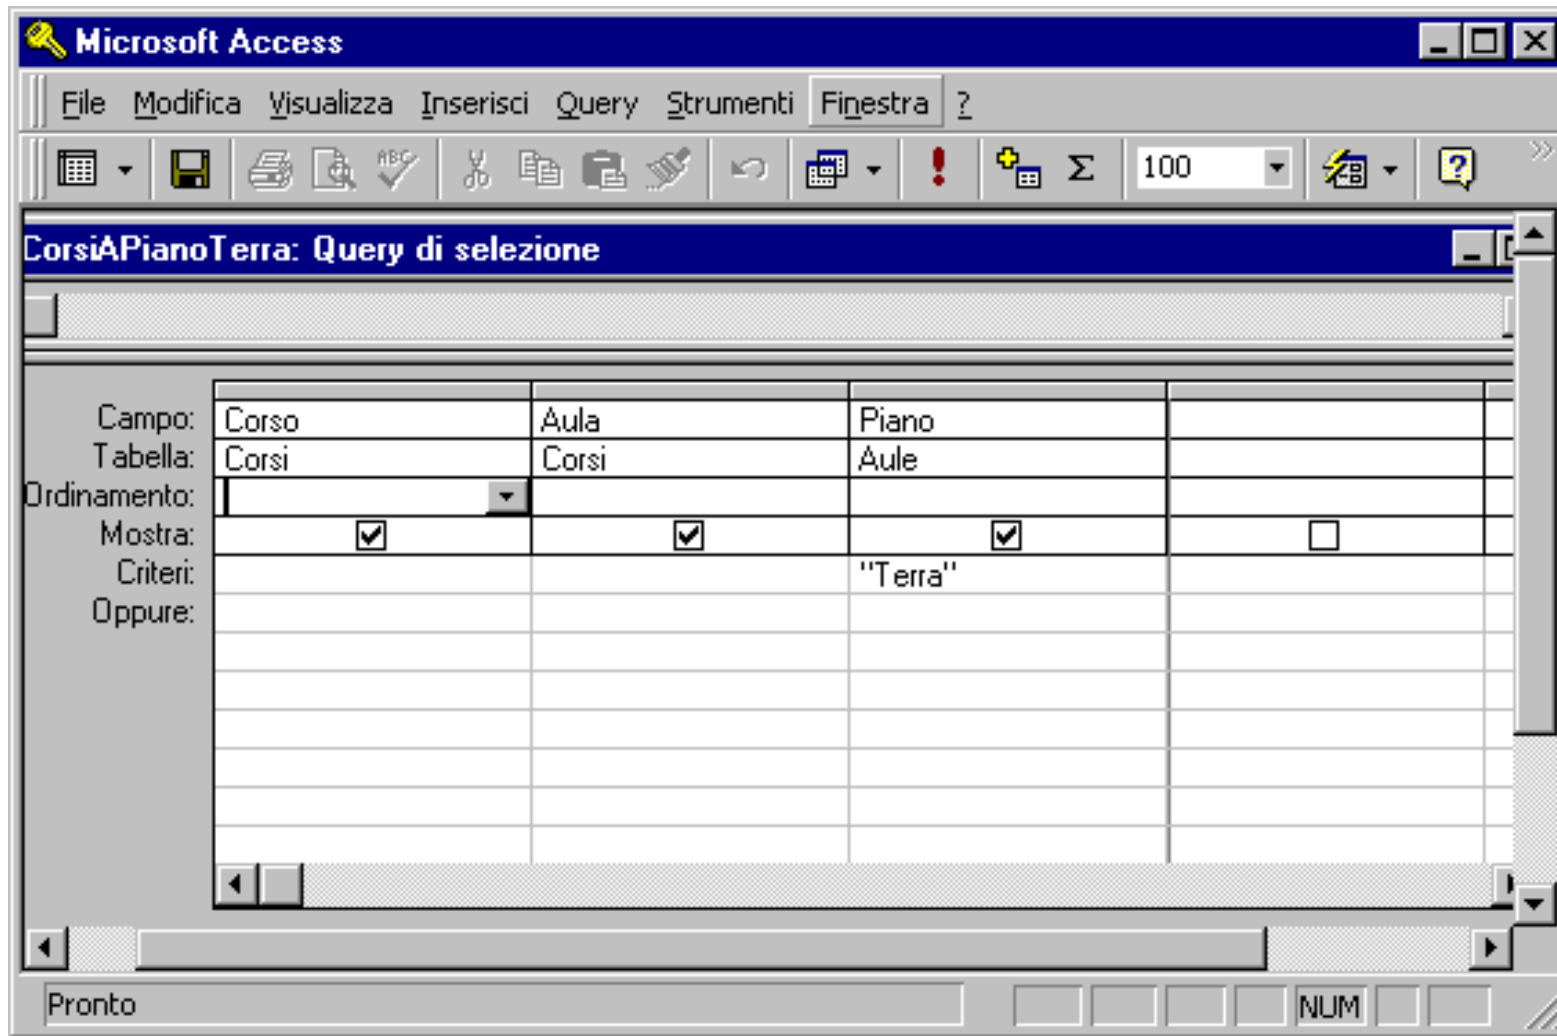 Microsoft Access
File Modifica Visualizza Inserisci Query Strumenti Finestra ?
ABC 100 Σ ?
CorsiAPianoTerra: Query di selezione
Campo: Corso Aula Piano
Tabella: Corsi Corsi Aule
Ordinamento:
Mostra:
Criteri: "Terra"
Oppure:
Pronto NUM